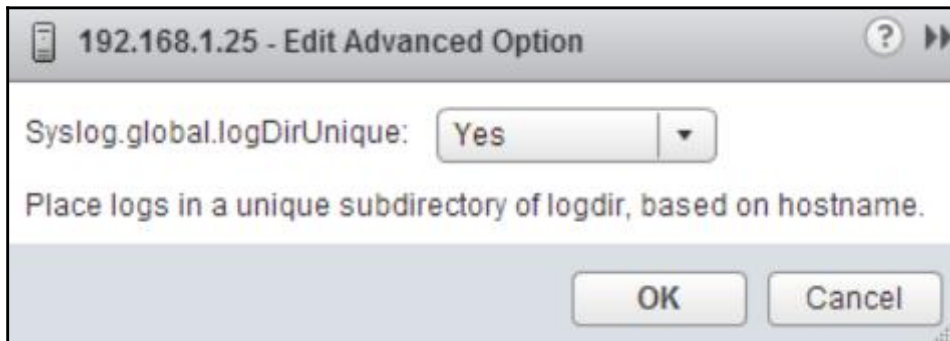 192.168.1.25 - Edit Advanced Option
Syslog.global.logDirUnique: Yes
Place logs in a unique subdirectory of logdir, based on hostname.
OK Cancel